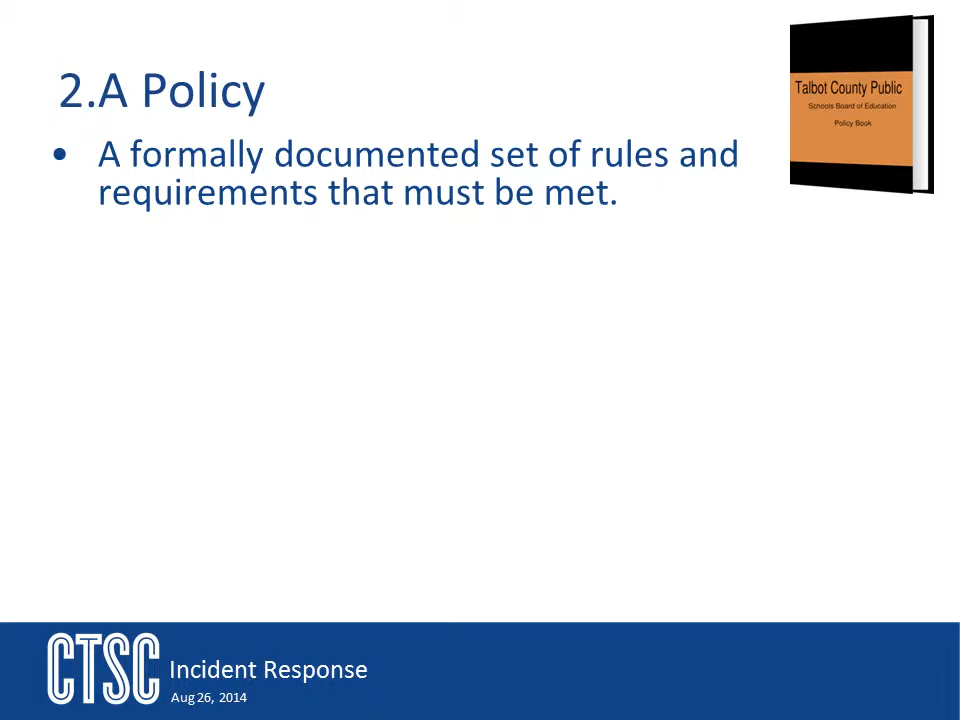 2.A Policy
• A formally documented set of rules and
requirements that must be met.
Talbot County Public
Schools Board of Education
Policy Book
CTSC
Incident Response
Aug 26, 2014